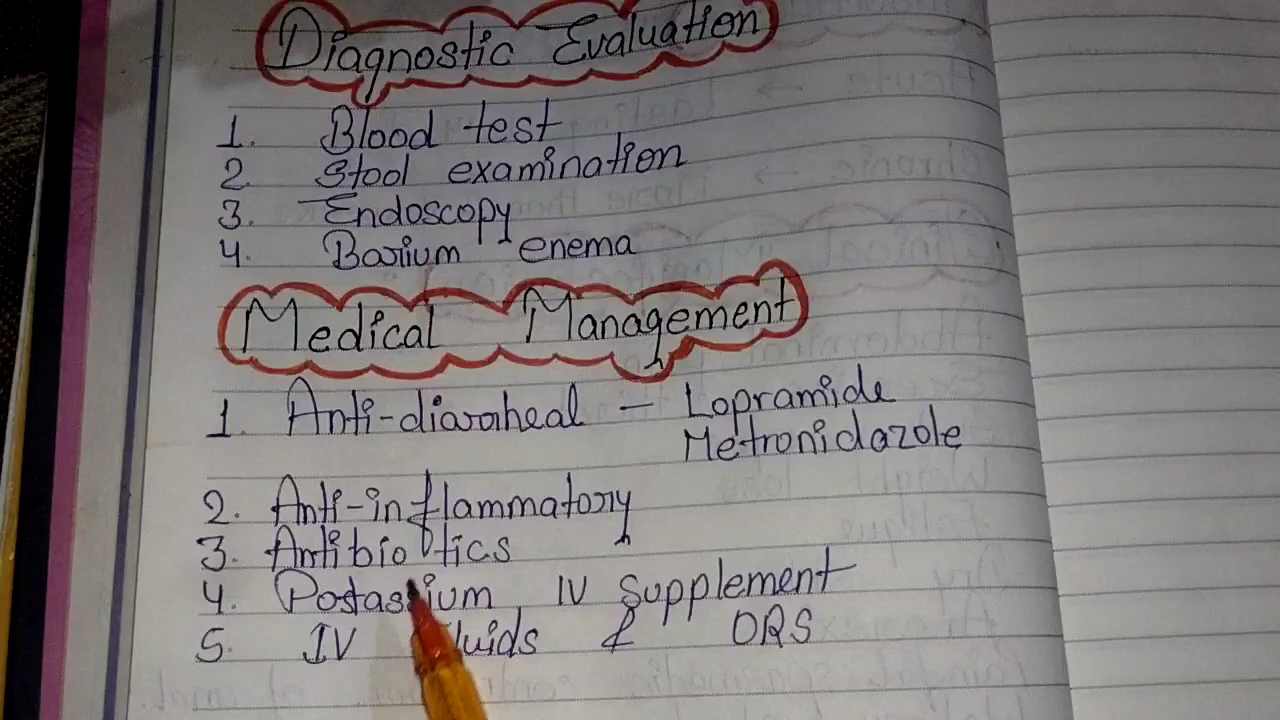 Diagnostic Evaluation
1. Blood test
2. Stool examination
3. Endoscopy
4. Barium enema
Medical Management
1. Anti-diarrheal - Lopramide
Metronidazole
2. Anti-inflammatory
3. Antibiotics
4. Potassium, IV Supplement
5. IV fluids & ORS